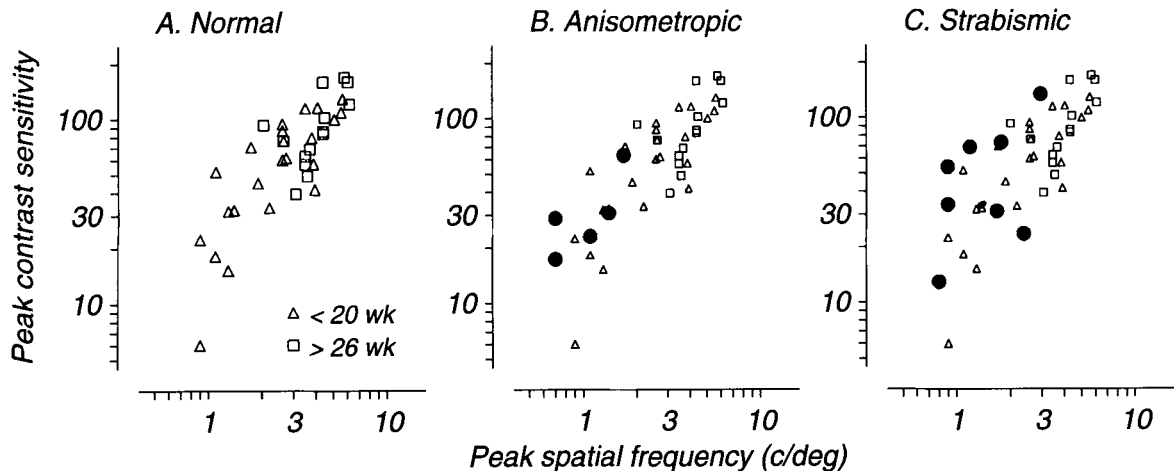 A. Normal
B. Anisometropic
C. Strabismic
Peak contrast sensitivity
100
30
10
△ < 20 wk
□ > 26 wk
1 3 10
100
30
10
1 3 10
100
30
10
1 3 10
Peak spatial frequency (c/deg)